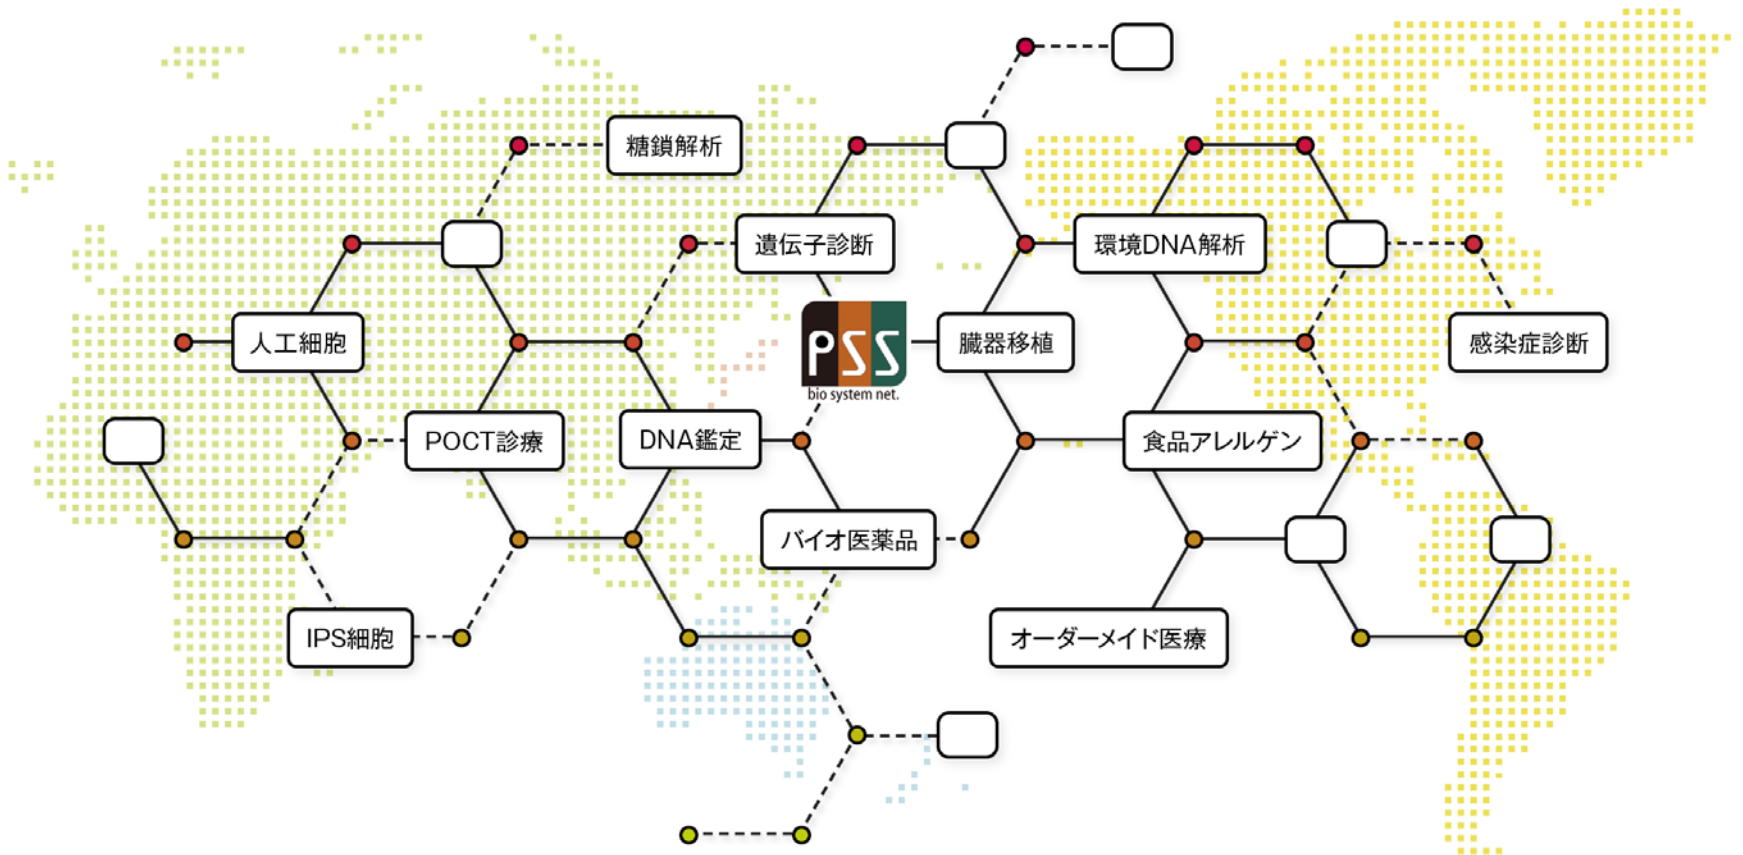 糖鎖解析
遺伝子診断
環境DNA解析
人工細胞
PSS
bio system net.
臓器移植
感染症診断
POCT診療
DNA鑑定
食品アレルゲン
バイオ医薬品
IPS細胞
オーダーメイド医療